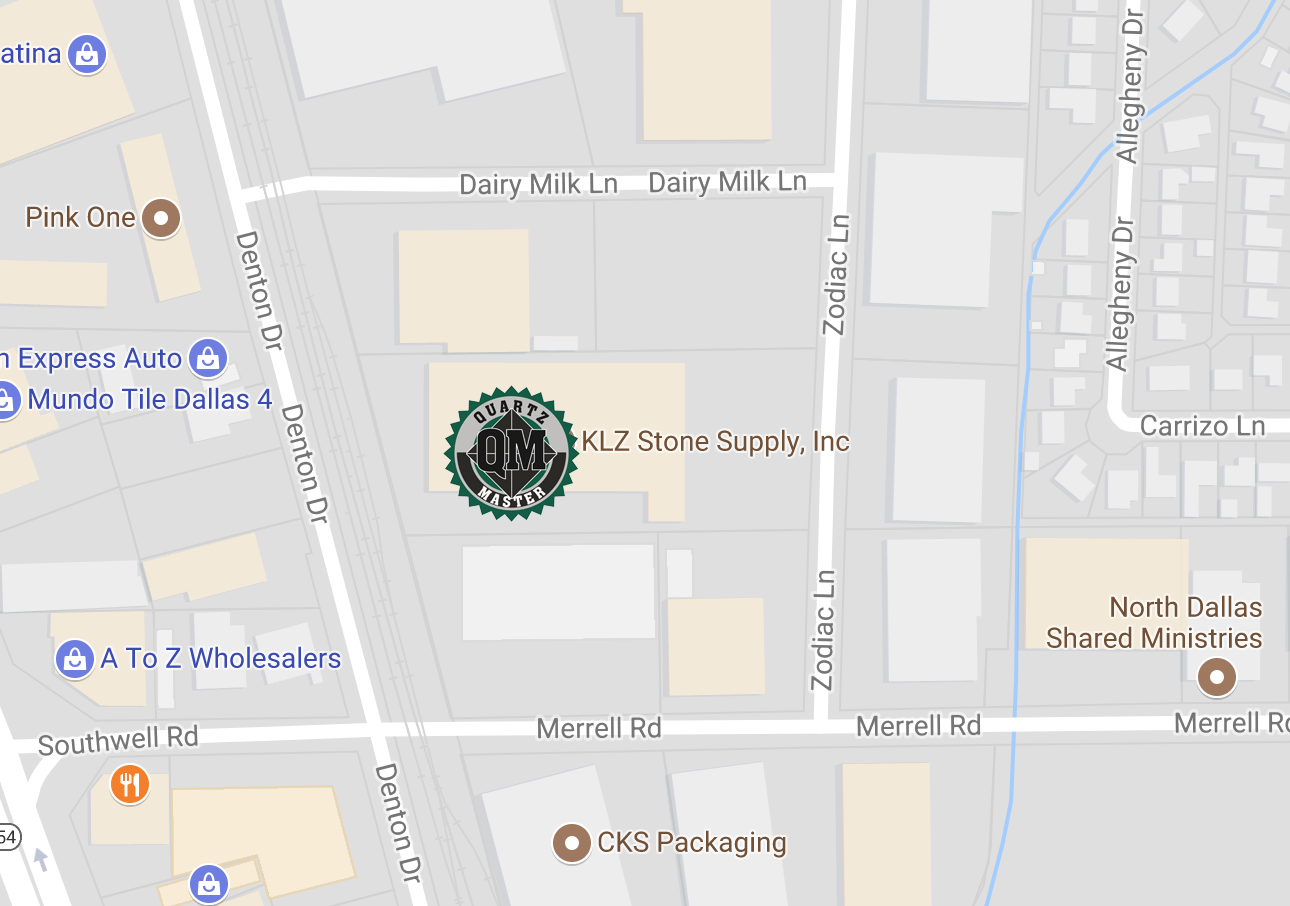 atina
Allegheny Dr
Dairy Milk Ln
Dairy Milk Ln
Pink One
Denton Dr
Zodiac Ln
Allegheny Dr
n Express Auto
Mundo Tile Dallas 4
QUARTZ
QM
MASTER
KLZ Stone Supply, Inc
Carrizo Ln
Denton Dr
Zodiac Ln
North Dallas
Shared Ministries
A To Z Wholesalers
Southwell Rd
Merrell Rd
Merrell Rd
Merrell Rd
Denton Dr
54
CKS Packaging